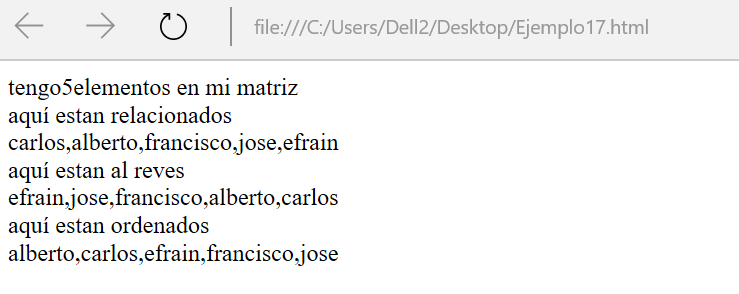 file:///C:/Users/Dell2/Desktop/Ejemplo17.html
tengo5elementos en mi matriz
aquí estan relacionados
carlos,alberto,francisco,jose,efrain
aquí estan al reves
efrain,jose,francisco,alberto,carlos
aquí estan ordenados
alberto,carlos,efrain,francisco,jose